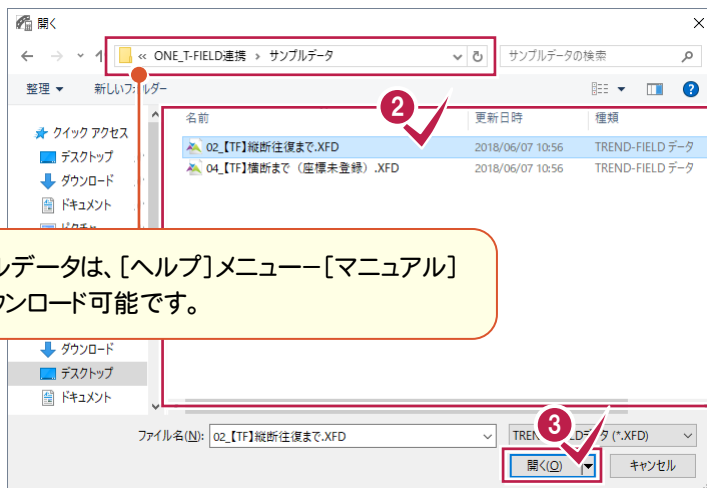 開く
« ONE_T-FIELD連携 › サンプルデータ
サンプルデータの検索
整理 新しいフォルダー
2
名前 更新日時 種類
クイック アクセス
02_【TF】縦断往復まで.XFD 2018/06/07 10:56 TREND-FIELD データ
デスクトップ
04_【TF】横断まで（座標未登録）.XFD 2018/06/07 10:56 TREND-FIELD データ
ダウンロード
ドキュメント
ルデータは、［ヘルプ］メニュー－［マニュアル］
ウンロード可能です。
ダウンロード
デスクトップ
ドキュメント
3
ファイル名(N): 02_【TF】縦断往復まで.XFD
(*.XFD)
開く(O) キャンセル